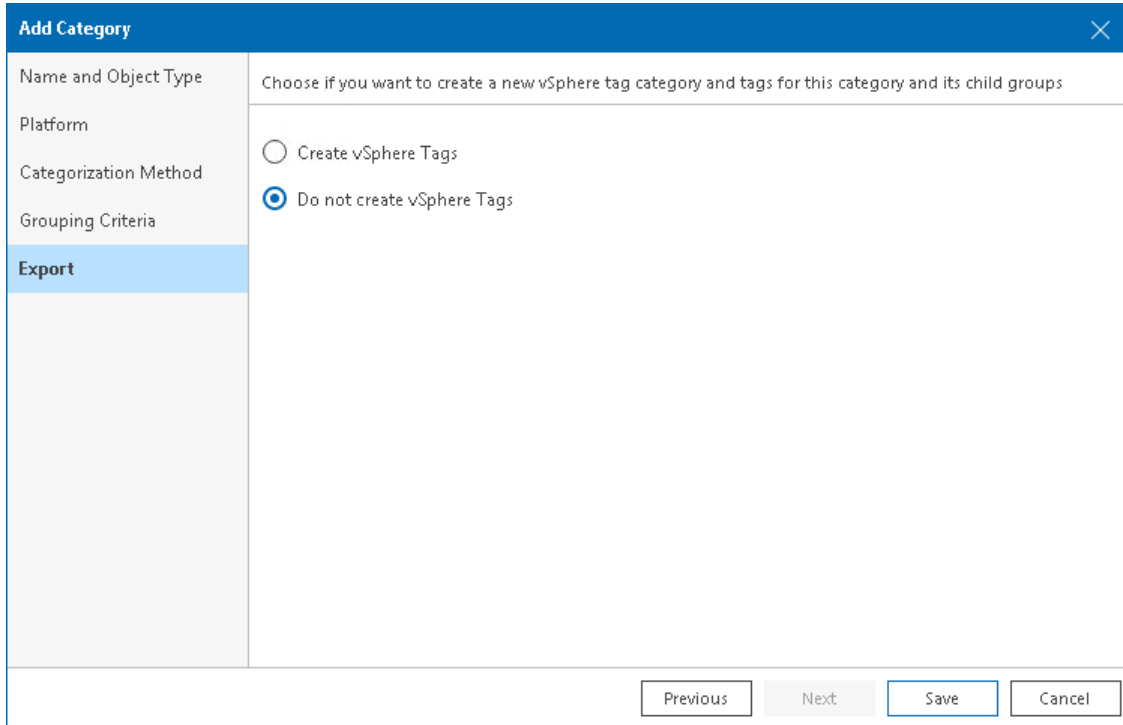 Add Category
Name and Object Type
Platform
Categorization Method
Grouping Criteria
Export
Choose if you want to create a new vSphere tag category and tags for this category and its child groups
Create vSphere Tags
Do not create vSphere Tags
Previous
Next
Save
Cancel